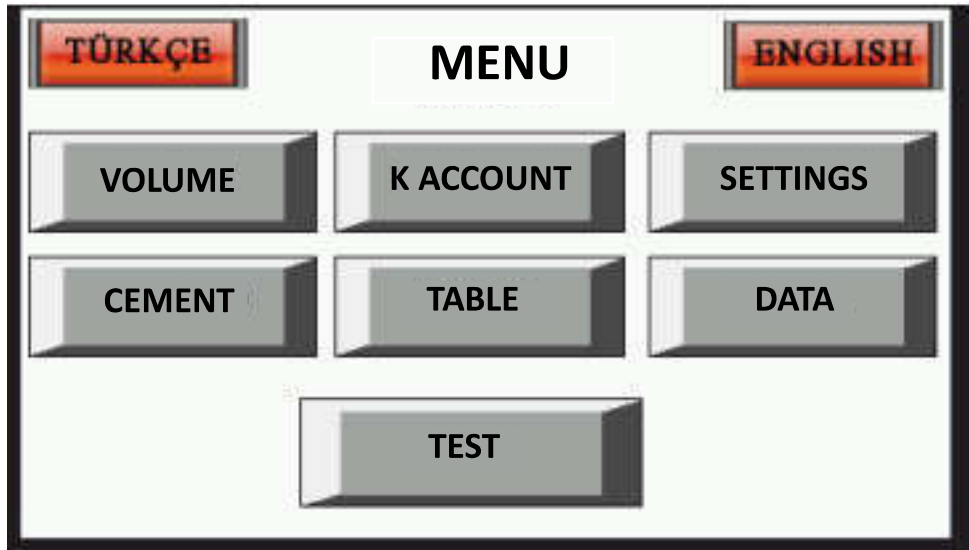 TÜRKÇE
MENU
ENGLISH
VOLUME
K ACCOUNT
SETTINGS
CEMENT
TABLE
DATA
TEST